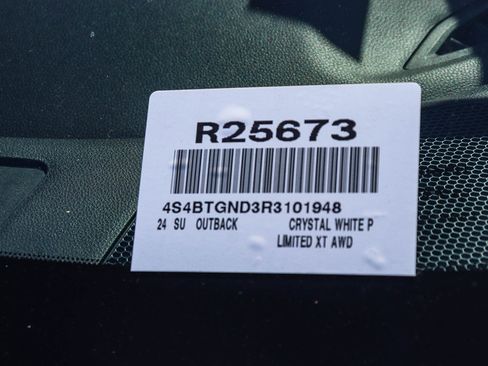 R25673
4S4BTGND3R3101948
24 SU OUTBACK CRYSTAL WHITE P
LIMITED XT AWD